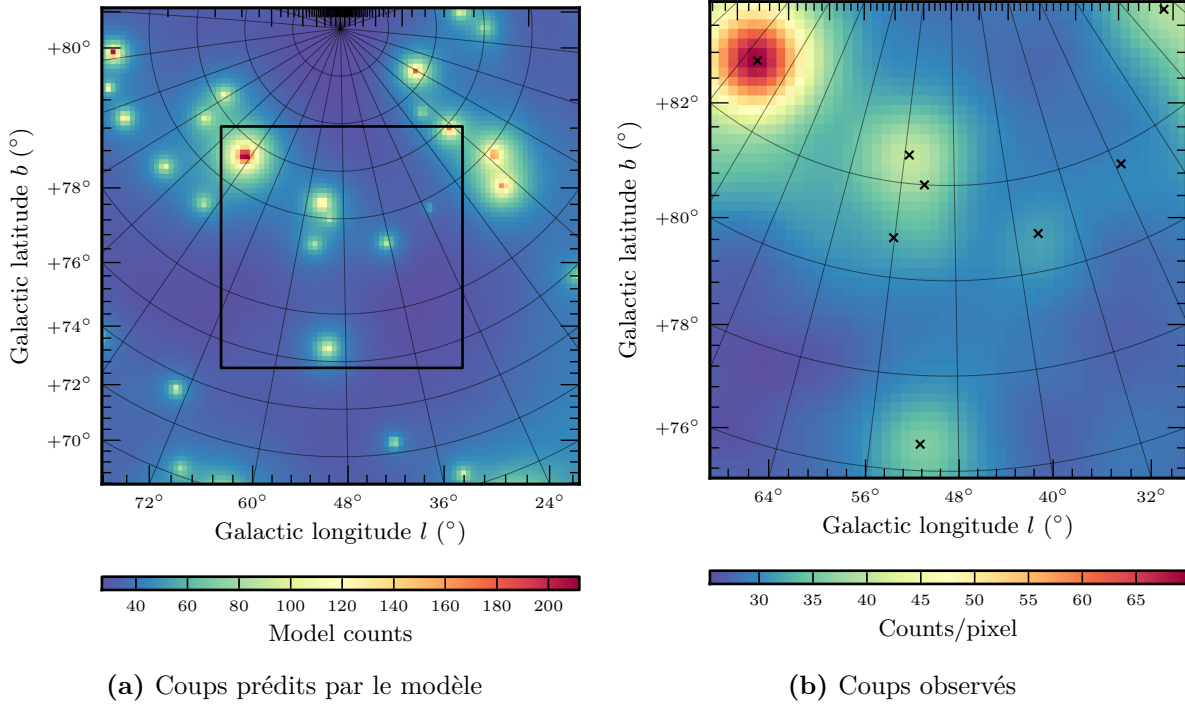 +80°
+78°
+76°
+74°
+72°
+70°
Galactic latitude b (°)
72° 60° 48° 36° 24°
Galactic longitude l (°)
40 60 80 100 120 140 160 180 200
Model counts
(a) Coups prédits par le modèle
+82°
+80°
+78°
+76°
Galactic latitude b (°)
64° 56° 48° 40° 32°
Galactic longitude l (°)
30 35 40 45 50 55 60 65
Counts/pixel
(b) Coups observés